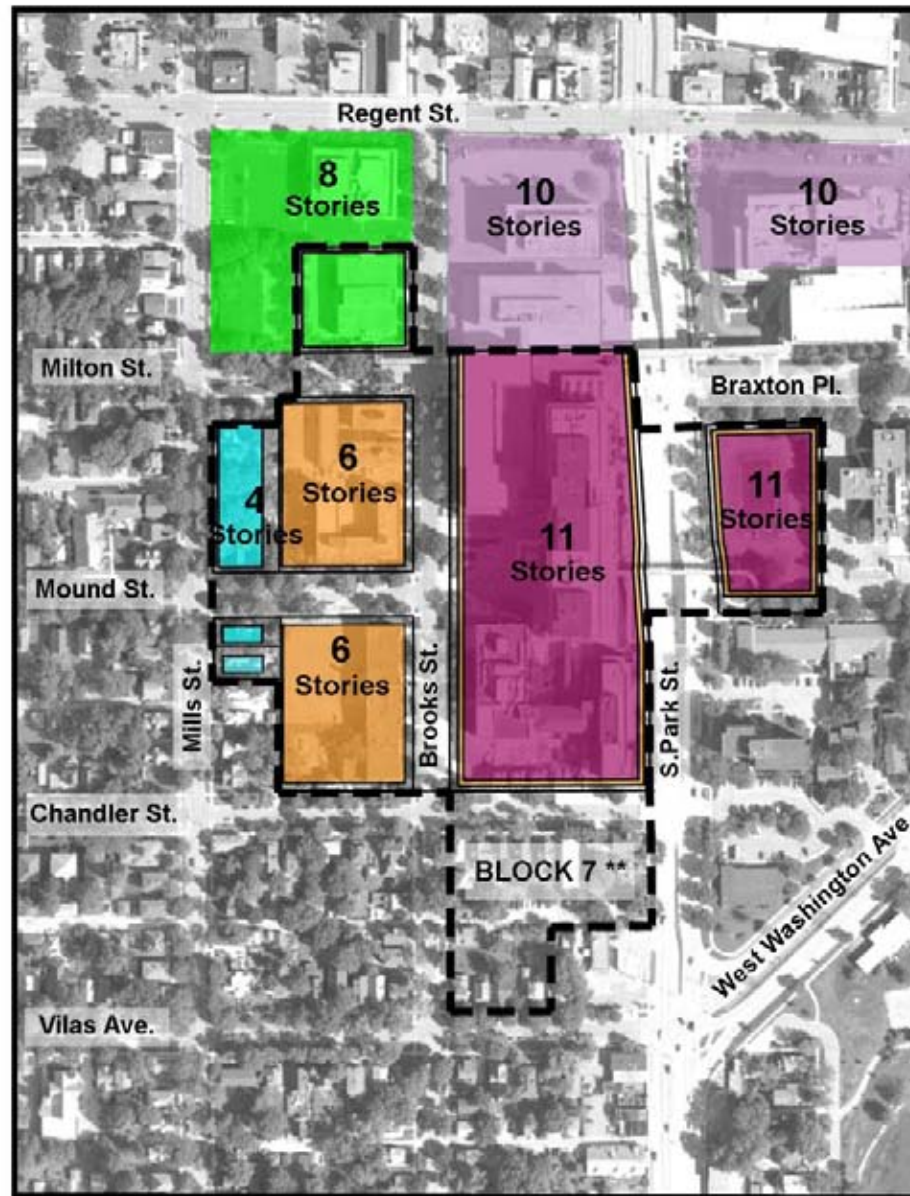 Regent St.
8
Stories
10
Stories
10
Stories
Milton St.
Braxton Pl.
4
Stories
6
Stories
11
Stories
11
Stories
Mound St.
6
Stories
Mills St.
Brooks St.
S.Park St.
Chandler St.
BLOCK 7 **
West Washington Ave
Vilas Ave.